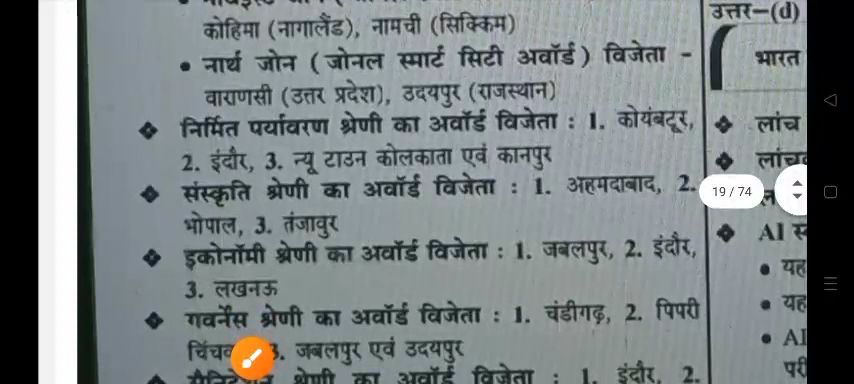 कोहिमा (नागालैंड), नामची (सिक्किम)
• नार्थ जोन (जोनल स्मार्ट सिटी अवॉर्ड) विजेता -
वाराणसी (उत्तर प्रदेश), उदयपुर (राजस्थान)
❖ निर्मित पर्यावरण श्रेणी का अवॉर्ड विजेता : 1. कोयंबटूर,
2. इंदौर, 3. न्यू टाउन कोलकाता एवं कानपुर
❖ संस्कृति श्रेणी का अवॉर्ड विजेता : 1. अहमदाबाद, 2.
भोपाल, 3. तंजावुर
❖ इकोनॉमी श्रेणी का अवॉर्ड विजेता : 1. जबलपुर, 2. इंदौर,
3. लखनऊ
❖ गवर्नेंस श्रेणी का अवॉर्ड विजेता : 1. चंडीगढ़, 2. पिपरी
3. जबलपुर एवं उदयपुर
श्रेणी का अवॉर्ड विजेता : 1. इंदौर, 2.
उत्तर–(d)
भारत
❖ लांच
❖
19 / 74
❖ AI
• यह
• यह
• AI